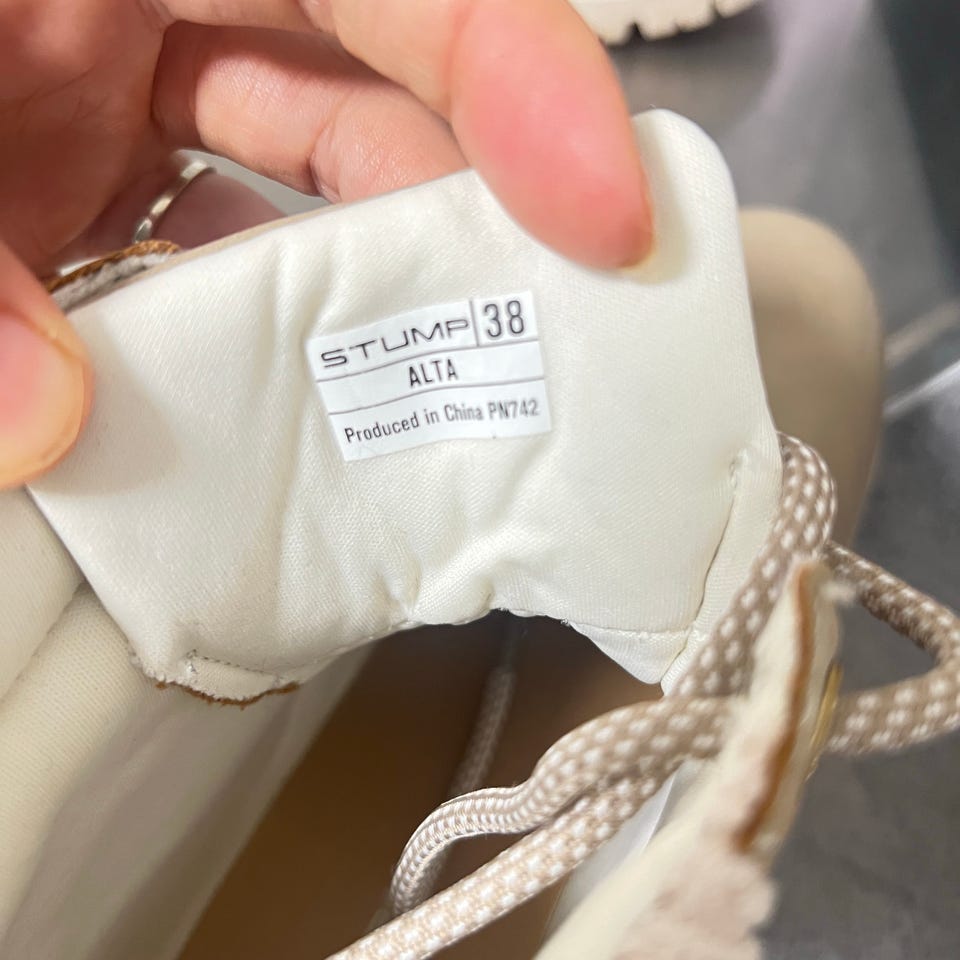 STUMP 38
ALTA
Produced in China PN742